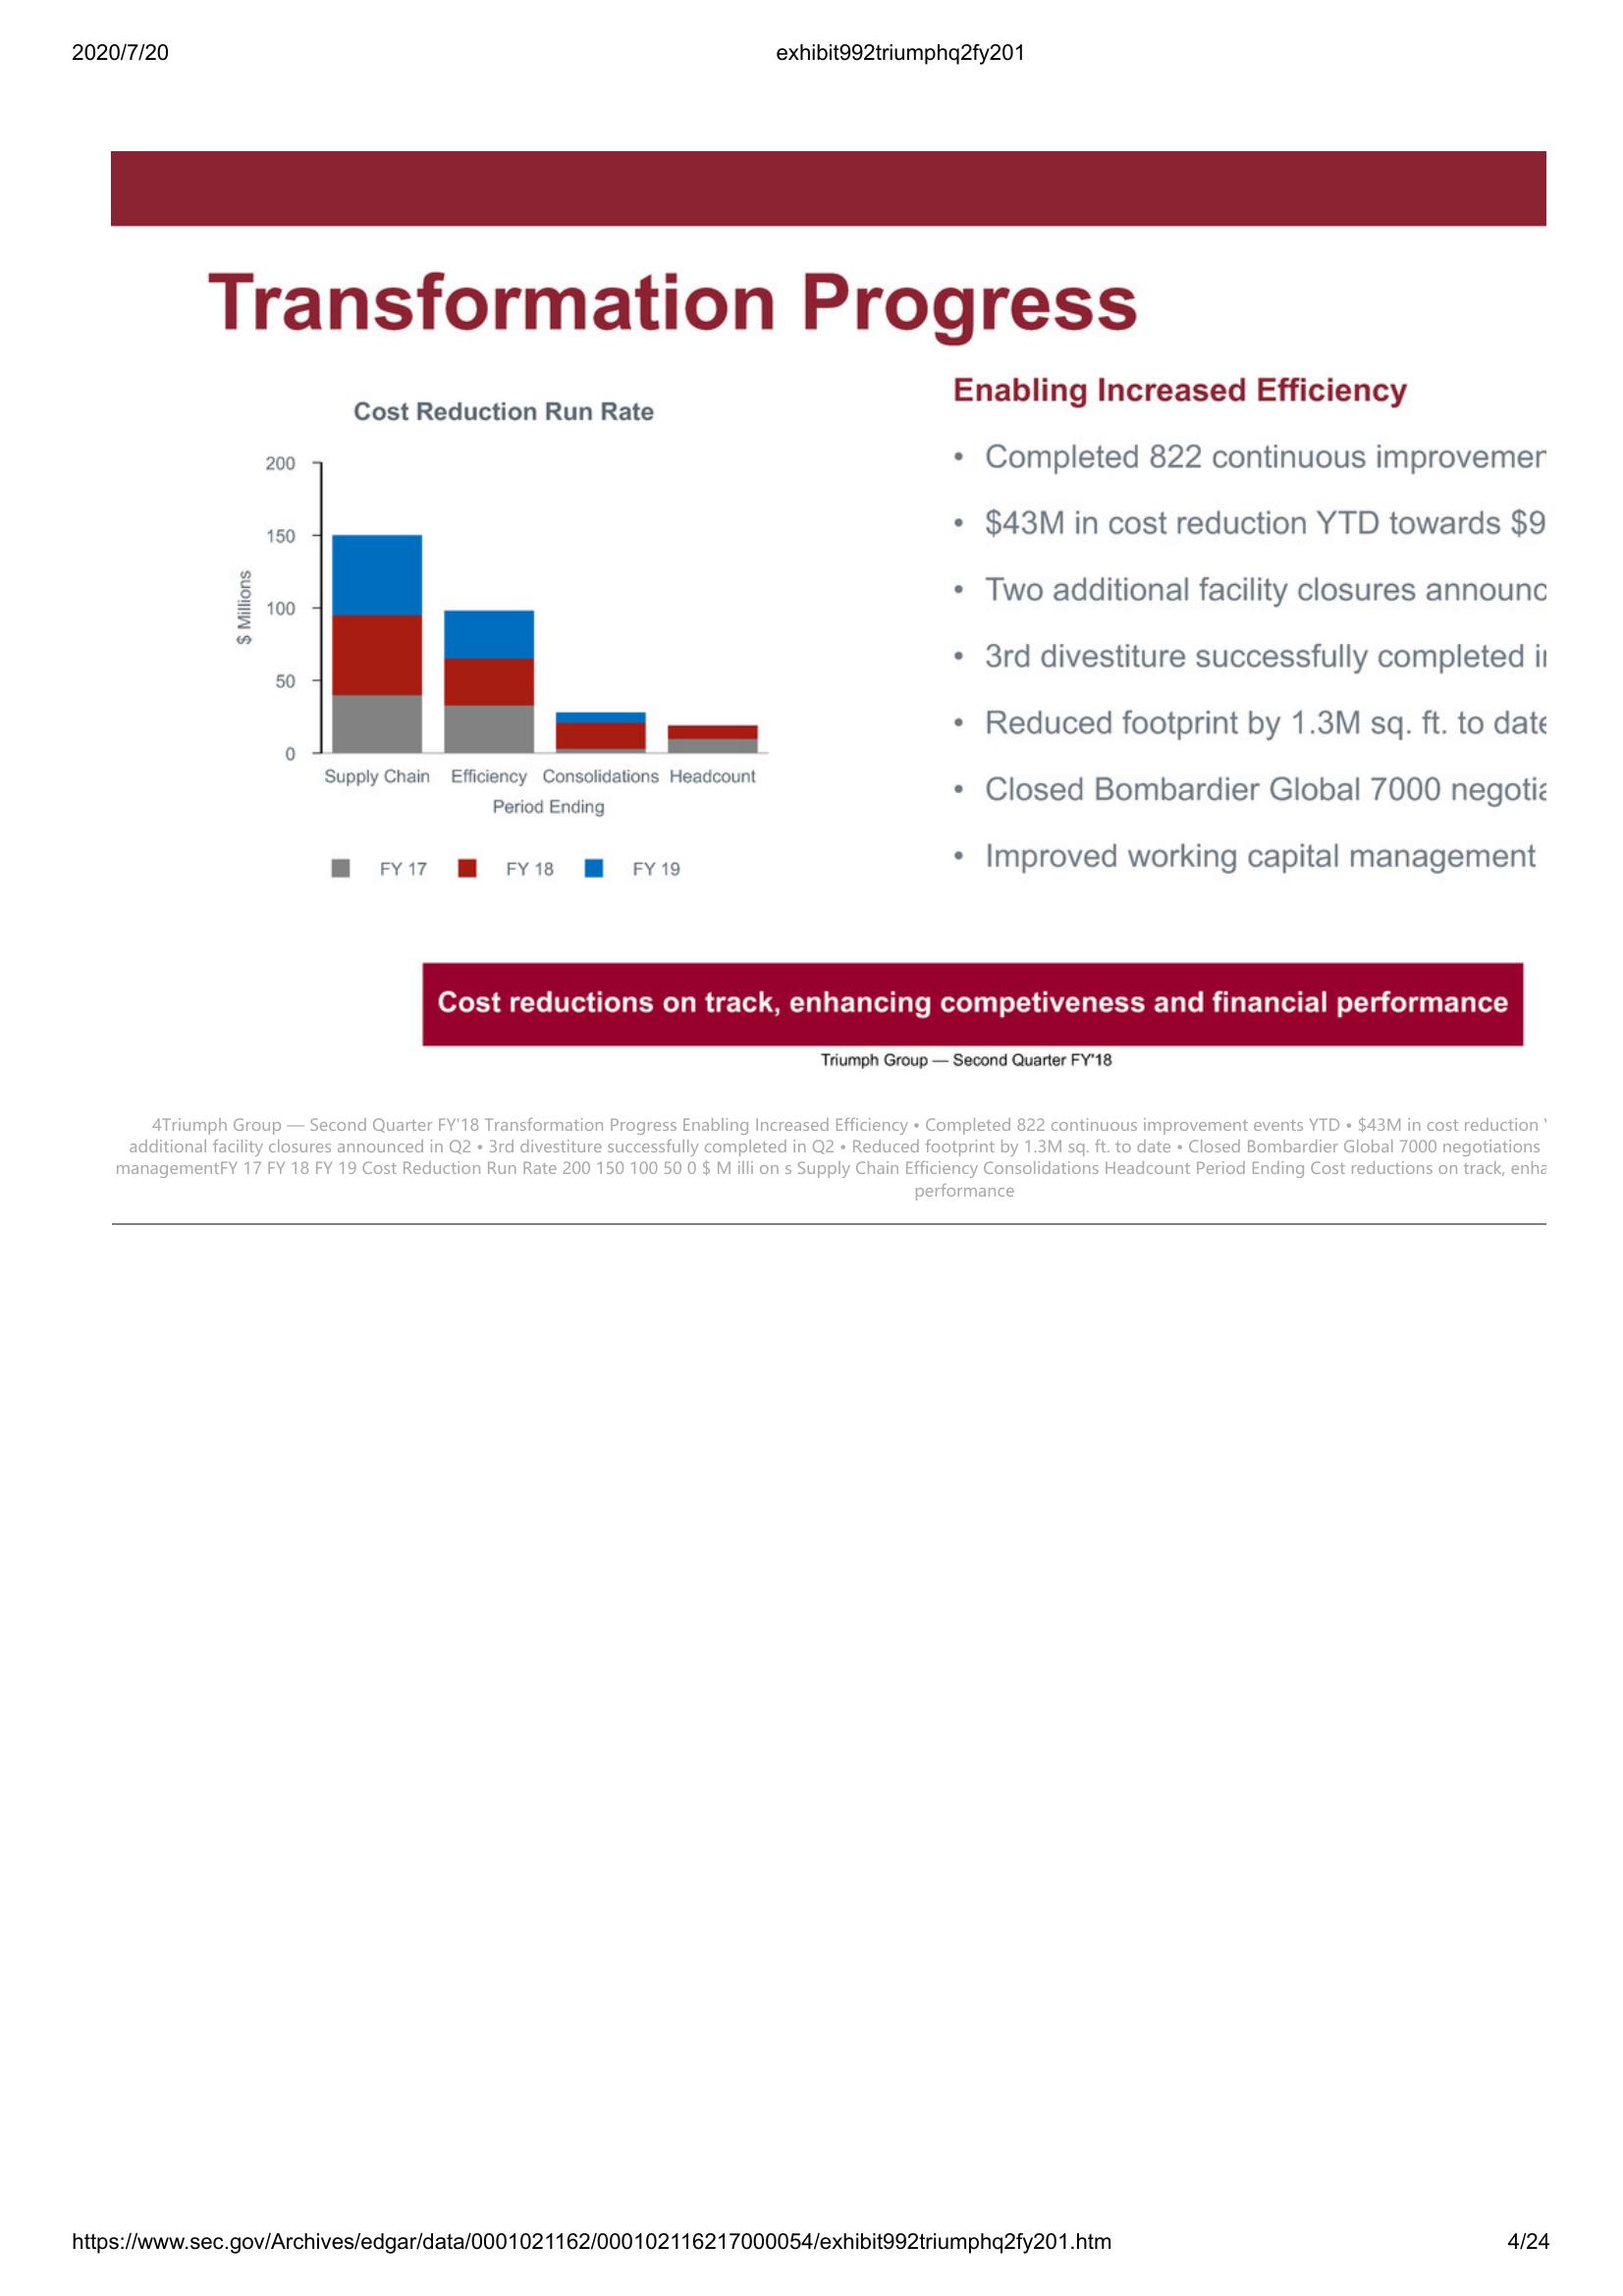 2020/7/20
exhibit992triumphq2fy201
Transformation Progress
Cost Reduction Run Rate
200
150
100
50
0
$ Millions
Supply Chain Efficiency Consolidations Headcount
Period Ending
FY 17 FY 18 FY 19
Enabling Increased Efficiency
• Completed 822 continuous
• $43M in cost reduction YTD towards
• Two additional facility closures
• 3rd divestiture successfully completed
• Reduced footprint by 1.3M sq. ft. to date
• Closed Bombardier Global 7000
• Improved working capital management
Cost reductions on track, enhancing competiveness and financial performance
Triumph Group — Second Quarter FY'18
4Triumph Group — Second Quarter FY'18 Transformation Progress Enabling Increased Efficiency • Completed 822 continuous improvement events YTD • $43M in cost reduction
additional facility closures announced in Q2 • 3rd divestiture successfully completed in Q2 • Reduced footprint by 1.3M sq. ft. to date • Closed Bombardier Global 7000 negotiations
managementFY 17 FY 18 FY 19 Cost Reduction Run Rate 200 150 100 50 0 $ M illi on s Supply Chain Efficiency Consolidations Headcount Period Ending Cost reductions on track,
performance
https://www.sec.gov/Archives/edgar/data/0001021162/000102116217000054/exhibit992triumphq2fy201.htm
4/24